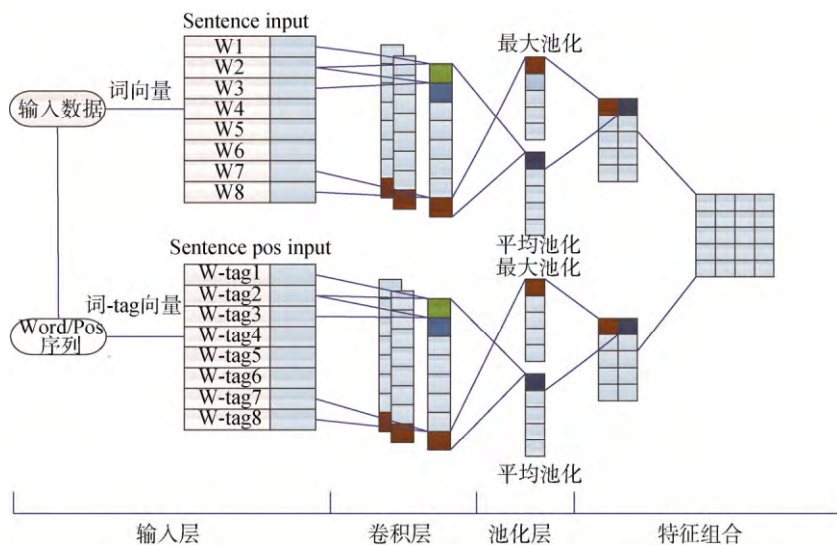 Sentence input
最大池化
W1
W2
W3
W4
W5
W6
W7
W8
输入数据
词向量
平均池化
Sentence pos input
最大池化
W-tag1
W-tag2
W-tag3
W-tag4
W-tag5
W-tag6
W-tag7
W-tag8
词-tag向量
Word/Pos
序列
平均池化
输入层
卷积层
池化层
特征组合